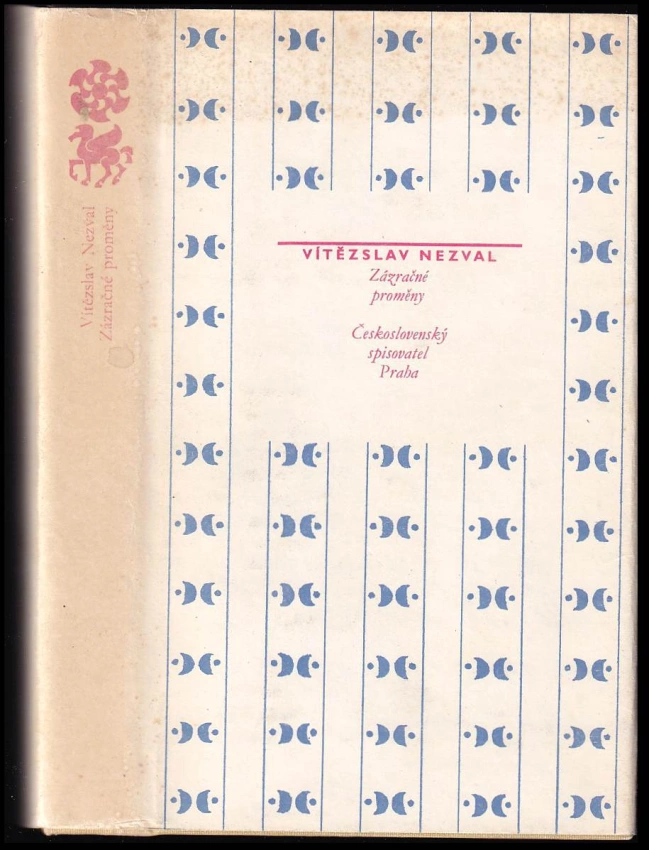 Vítězslav Nezval
Zázračné proměny
VÍTĚZSLAV NEZVAL
Zázračné
proměny
Československý
spisovatel
Praha